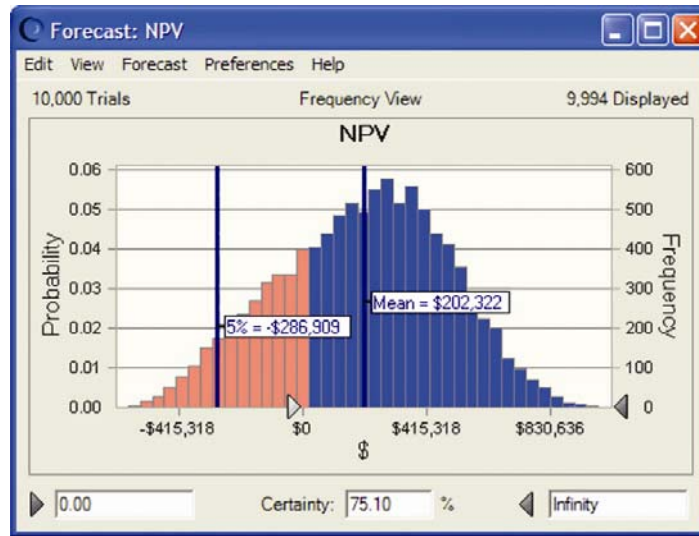 Forecast: NPV
Edit View Forecast Preferences Help
10,000 Trials Frequency View 9,994 Displayed
NPV
0.06 600
0.05 500
0.04 400
0.03 300
0.02 200
0.01 100
0.00 0
Probability
Frequency
Mean = $202,322
5% = -$286,909
-$415,318 $0 $415,318 $830,636
$
0.00 Certainty: 75.10 % Infinity